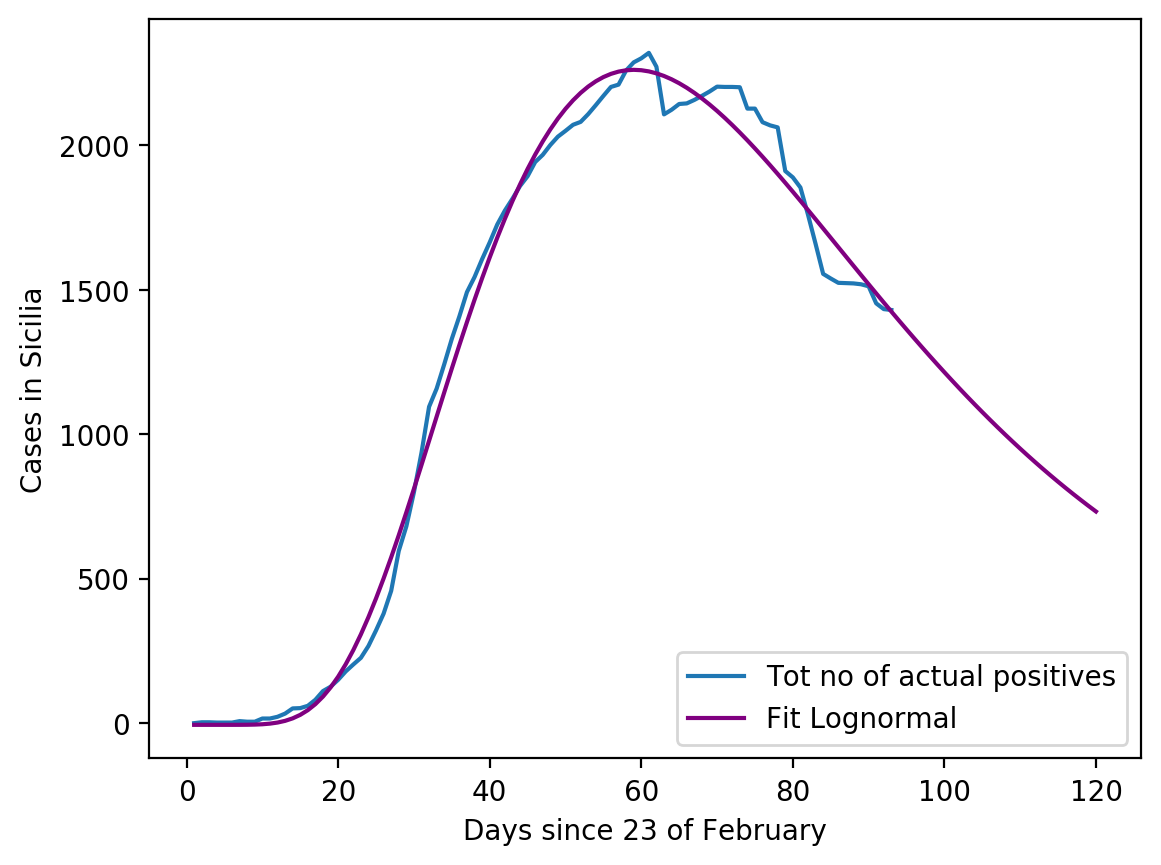 Cases in Sicilia
2000
1500
1000
500
0
Tot no of actual positives
Fit Lognormal
0 20 40 60 80 100 120
Days since 23 of February